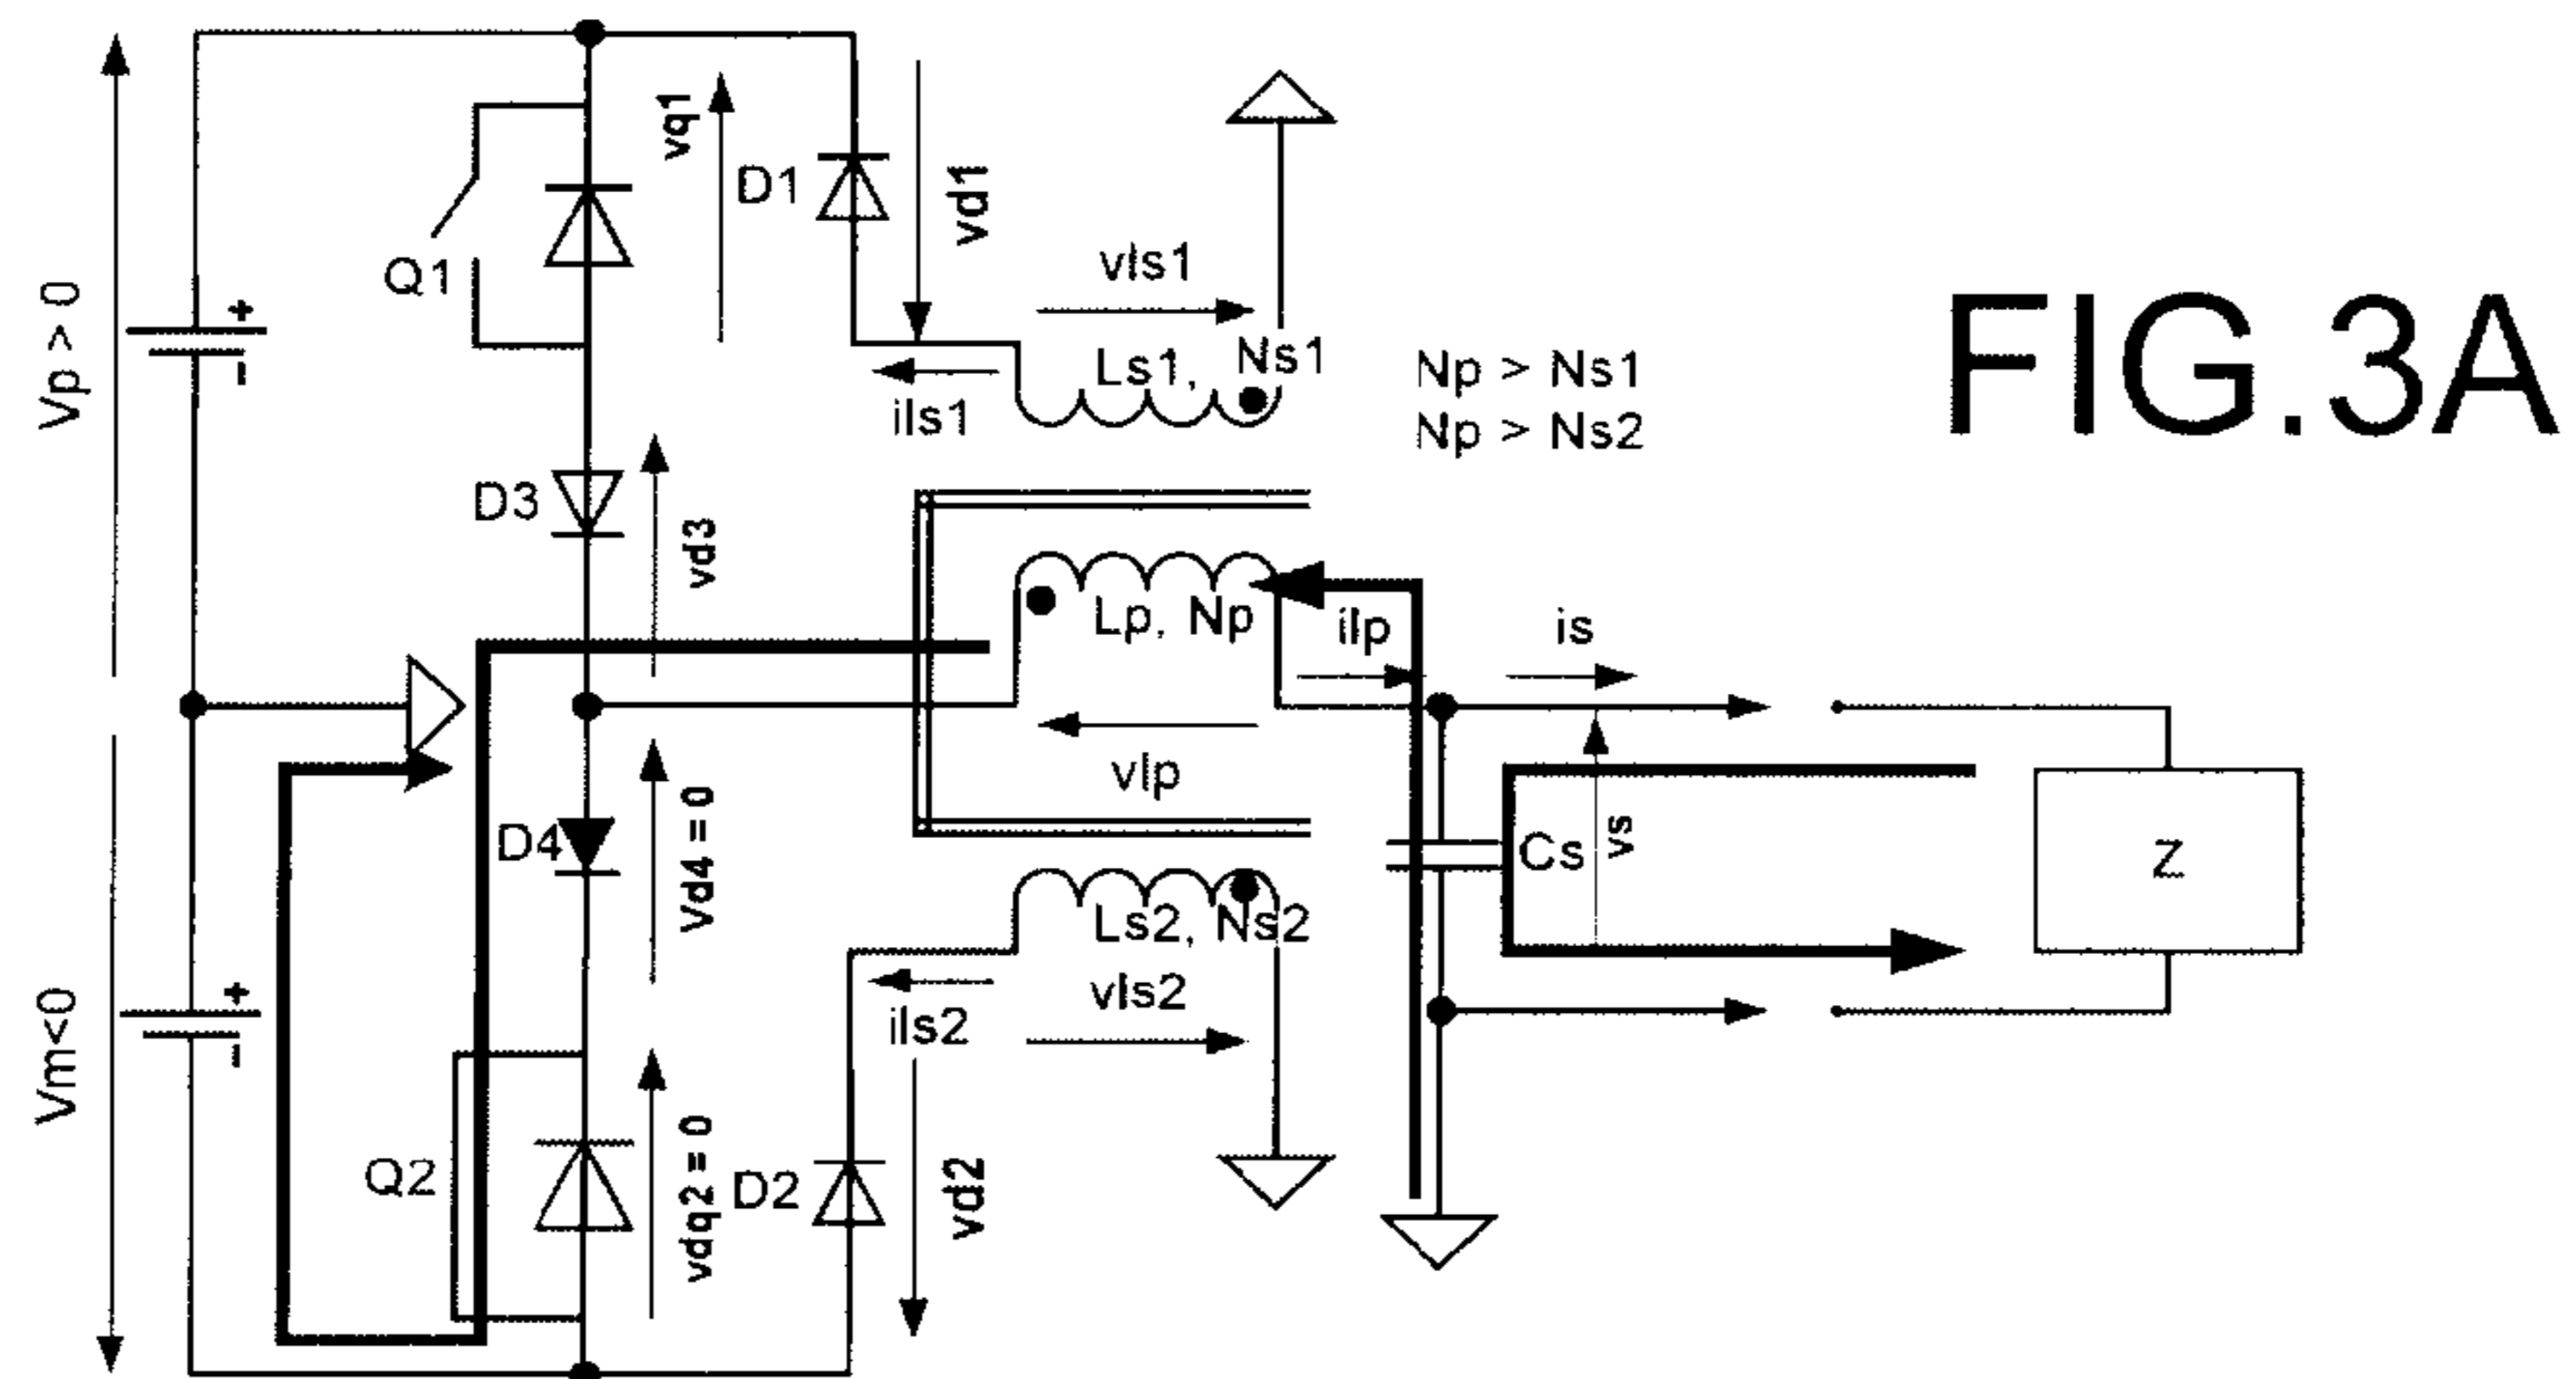 FIG.3A
Vp > 0
+
-
Q1
vq1
D1
vd1
vls1
ils1
Ls1, Ns1
Np > Ns1
Np > Ns2
D3
vd3
Lp, Np
ilp
is
vlp
D4
Vd4 = 0
Cs
vs
Z
Ls2, Ns2
ils2
vls2
Vm<0
+
-
Q2
vdq2 = 0
D2
vd2